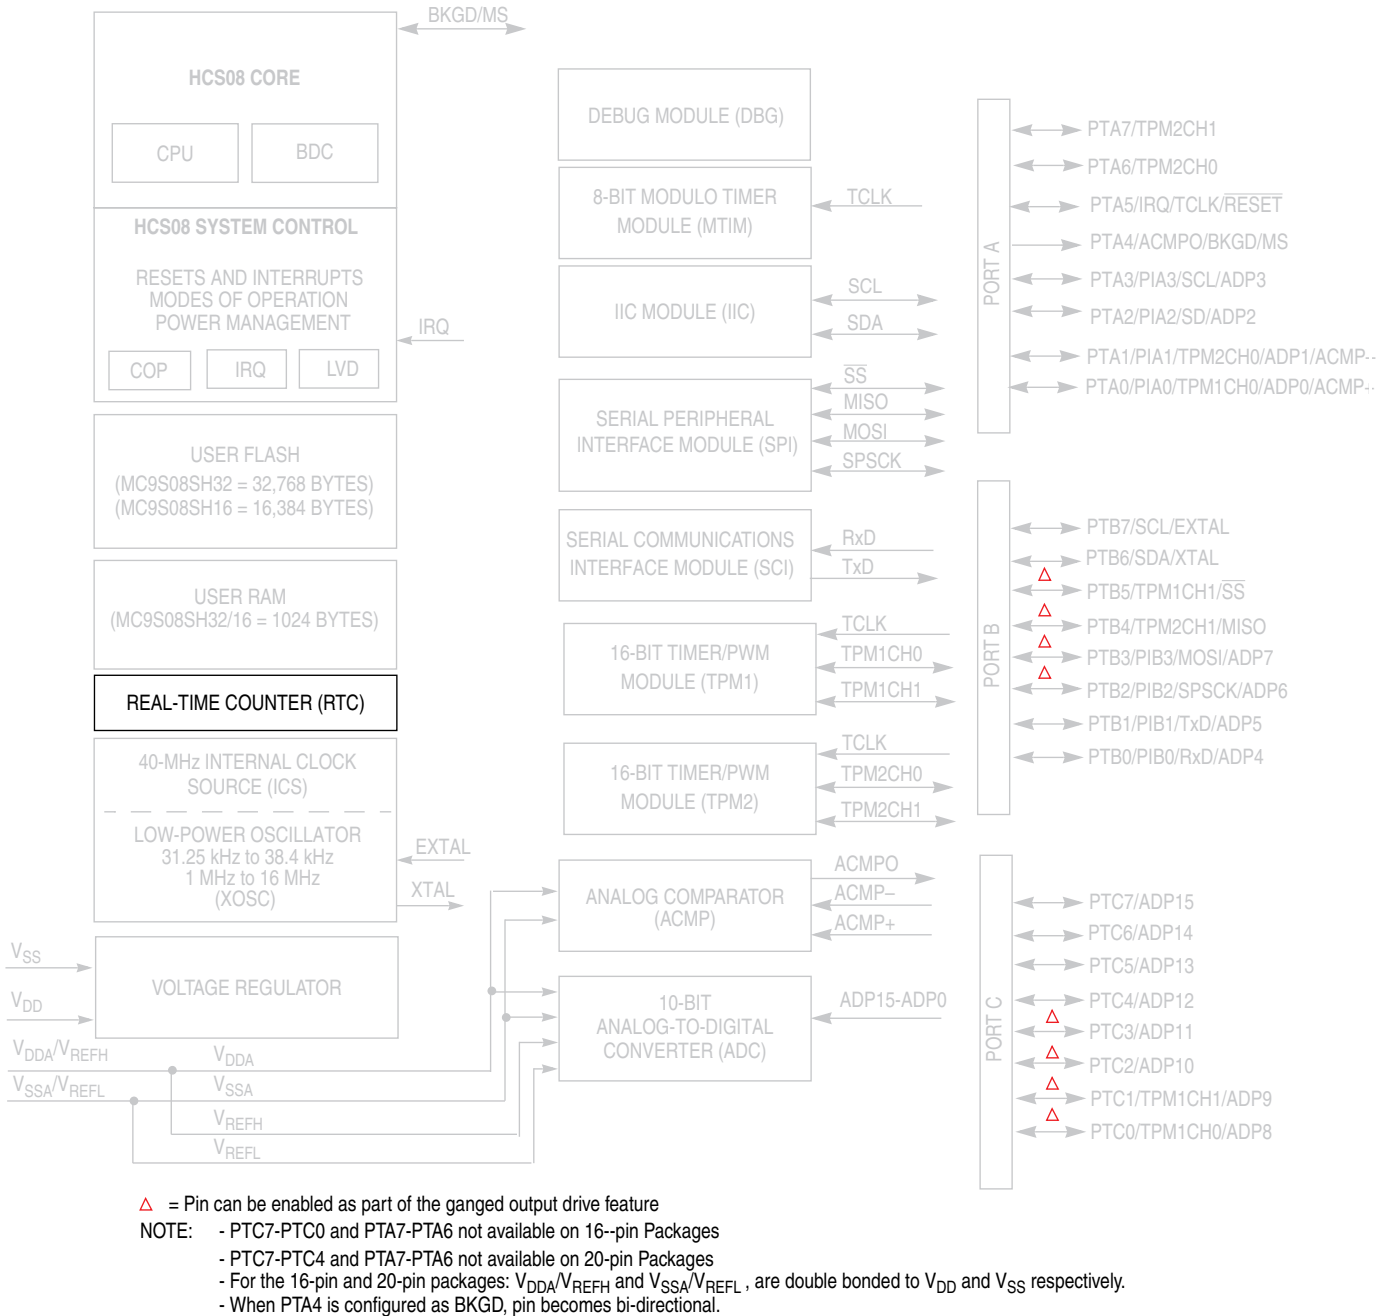 BKGD/MS
HCS08 CORE
CPU
BDC
HCS08 SYSTEM CONTROL
RESETS AND INTERRUPTS
MODES OF OPERATION
POWER MANAGEMENT
COP
IRQ
LVD
IRQ
USER FLASH
(MC9S08SH32 = 32,768 BYTES)
(MC9S08SH16 = 16,384 BYTES)
USER RAM
(MC9S08SH32/16 = 1024 BYTES)
REAL-TIME COUNTER (RTC)
40-MHz INTERNAL CLOCK
SOURCE (ICS)
LOW-POWER OSCILLATOR
31.25 kHz to 38.4 kHz
1 MHz to 16 MHz
(XOSC)
EXTAL
XTAL
VSS
VDD
VOLTAGE REGULATOR
VDDA/VREFH
VSSA/VREFL
VDDA
VSSA
VREFH
VREFL
DEBUG MODULE (DBG)
8-BIT MODULO TIMER
MODULE (MTIM)
TCLK
IIC MODULE (IIC)
SCL
SDA
SERIAL PERIPHERAL
INTERFACE MODULE (SPI)
SS
MISO
MOSI
SPSCK
SERIAL COMMUNICATIONS
INTERFACE MODULE (SCI)
RxD
TxD
16-BIT TIMER/PWM
MODULE (TPM1)
TCLK
TPM1CH0
TPM1CH1
16-BIT TIMER/PWM
MODULE (TPM2)
TCLK
TPM2CH0
TPM2CH1
ANALOG COMPARATOR
(ACMP)
ACMPO
ACMP–
ACMP+
10-BIT
ANALOG-TO-DIGITAL
CONVERTER (ADC)
ADP15-ADP0
PORT A
PTA7/TPM2CH1
PTA6/TPM2CH0
PTA5/IRQ/TCLK/RESET
PTA4/ACMPO/BKGD/MS
PTA3/PIA3/SCL/ADP3
PTA2/PIA2/SD/ADP2
PTA1/PIA1/TPM2CH0/ADP1/ACMP--
PTA0/PIA0/TPM1CH0/ADP0/ACMP--
PORT B
PTB7/SCL/EXTAL
PTB6/SDA/XTAL
Δ
PTB5/TPM1CH1/SS
Δ
PTB4/TPM2CH1/MISO
Δ
PTB3/PIB3/MOSI/ADP7
Δ
PTB2/PIB2/SPSCK/ADP6
PTB1/PIB1/TxD/ADP5
PTB0/PIB0/RxD/ADP4
PORT C
PTC7/ADP15
PTC6/ADP14
PTC5/ADP13
PTC4/ADP12
Δ
PTC3/ADP11
Δ
PTC2/ADP10
Δ
PTC1/TPM1CH1/ADP9
Δ
PTC0/TPM1CH0/ADP8
Δ = Pin can be enabled as part of the ganged output drive feature
NOTE: - PTC7-PTC0 and PTA7-PTA6 not available on 16--pin Packages
- PTC7-PTC4 and PTA7-PTA6 not available on 20-pin Packages
- For the 16-pin and 20-pin packages: VDDA/VREFH and VSSA/VREFL , are double bonded to VDD and VSS respectively.
- When PTA4 is configured as BKGD, pin becomes bi-directional.